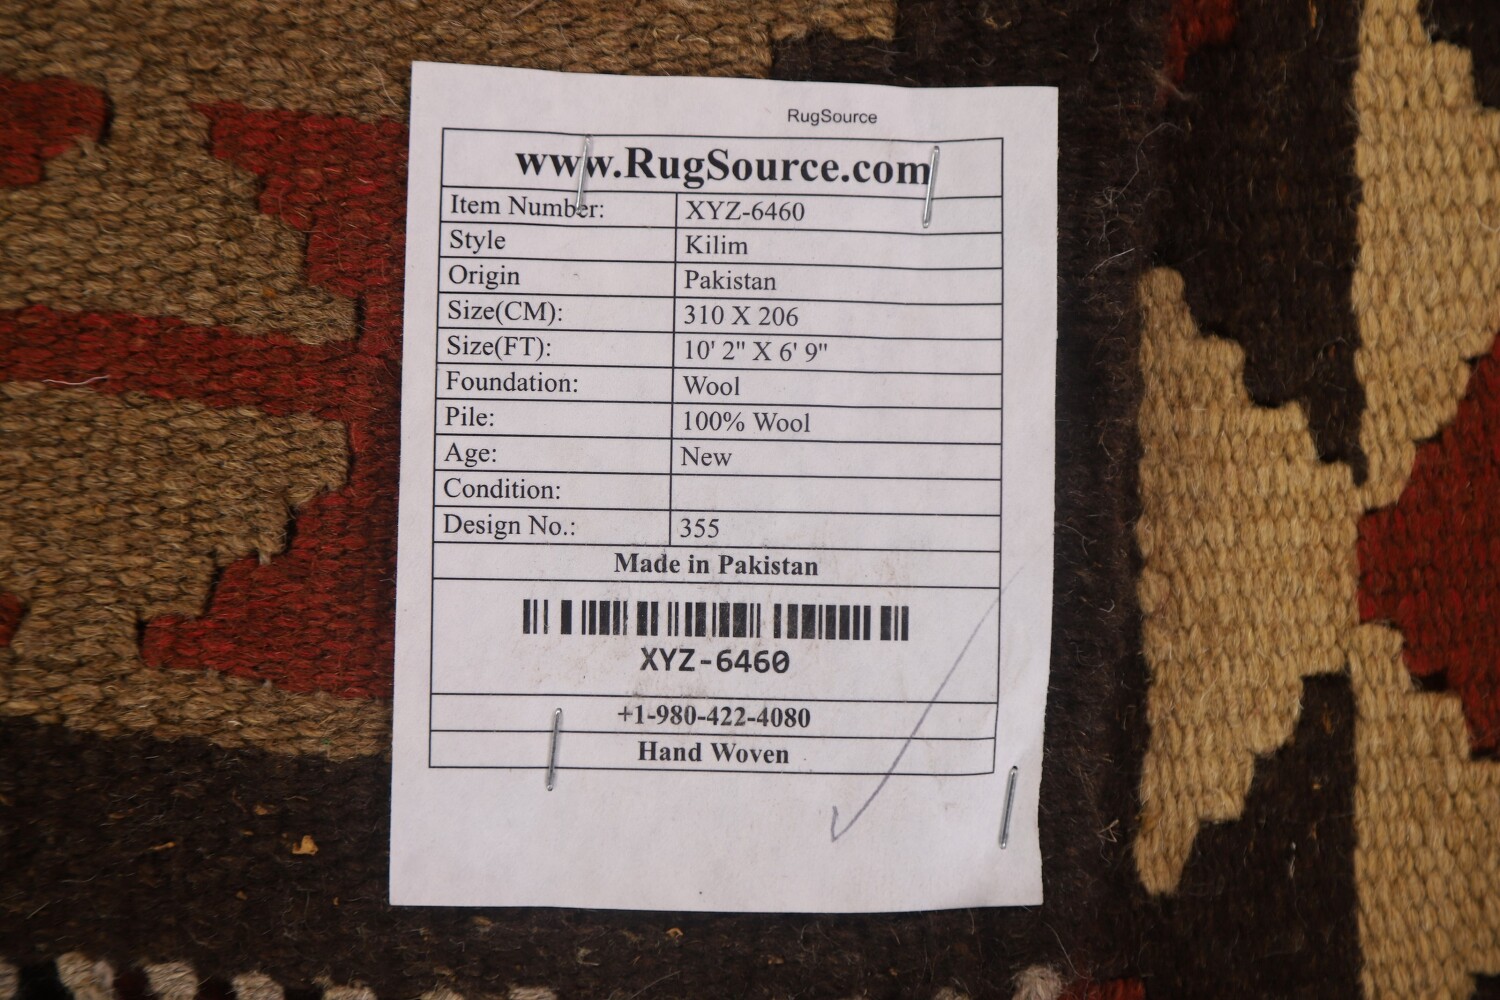 RugSource
www.RugSource.com
Item Number: XYZ-6460
Style Kilim
Origin Pakistan
Size(CM): 310 X 206
Size(FT): 10' 2" X 6' 9"
Foundation: Wool
Pile: 100% Wool
Age: New
Condition:
Design No.: 355
Made in Pakistan
XYZ-6460
+1-980-422-4080
Hand Woven